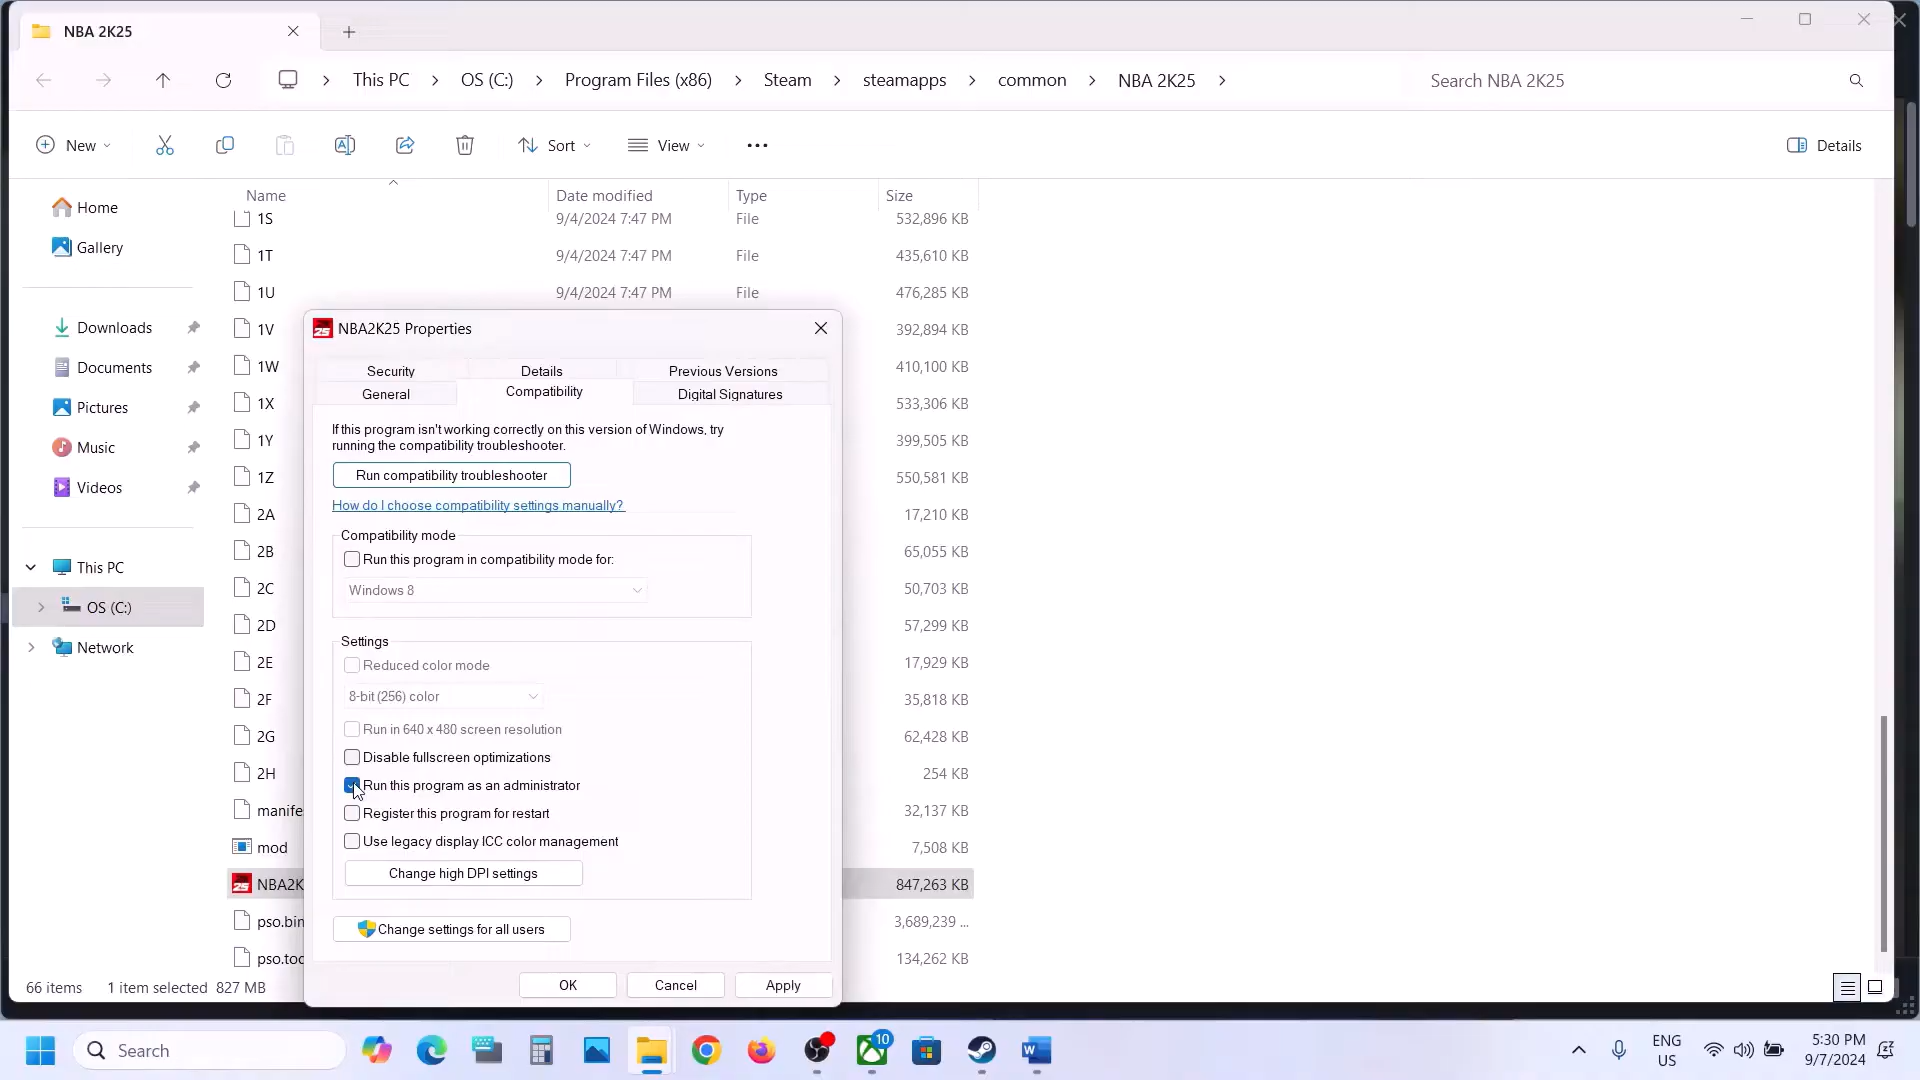 NBA 2K25
This PC
OS (C:)
Program Files (x86)
Steam
steamapps
common
NBA 2K25
Search NBA 2K25
New
Sort
View
Details
Name
Date modified
Type
Size
Home
Gallery
Downloads
Documents
Pictures
Music
Videos
This PC
OS (C:)
Network
1S 9/4/2024 7:47 PM File 532,896 KB
1T 9/4/2024 7:47 PM File 435,610 KB
1U 9/4/2024 7:47 PM File 476,285 KB
1V 392,894 KB
1W 410,100 KB
1X 533,306 KB
1Y 399,505 KB
1Z 550,581 KB
2A 17,210 KB
2B 65,055 KB
2C 50,703 KB
2D 57,299 KB
2E 17,929 KB
2F 35,818 KB
2G 62,428 KB
2H 254 KB
manife 32,137 KB
mod 7,508 KB
NBA2K 847,263 KB
pso.bin 3,689,239 ...
pso.toc 134,262 KB
NBA2K25 Properties
Security
Details
Previous Versions
General
Compatibility
Digital Signatures
If this program isn't working correctly on this version of Windows, try
running the compatibility troubleshooter.
Run compatibility troubleshooter
How do I choose compatibility settings manually?
Compatibility mode
Run this program in compatibility mode for:
Windows 8
Settings
Reduced color mode
8-bit (256) color
Run in 640 x 480 screen resolution
Disable fullscreen optimizations
Run this program as an administrator
Register this program for restart
Use legacy display ICC color management
Change high DPI settings
Change settings for all users
OK
Cancel
Apply
66 items
1 item selected 827 MB
Search
10
ENG
US
5:30 PM
9/7/2024